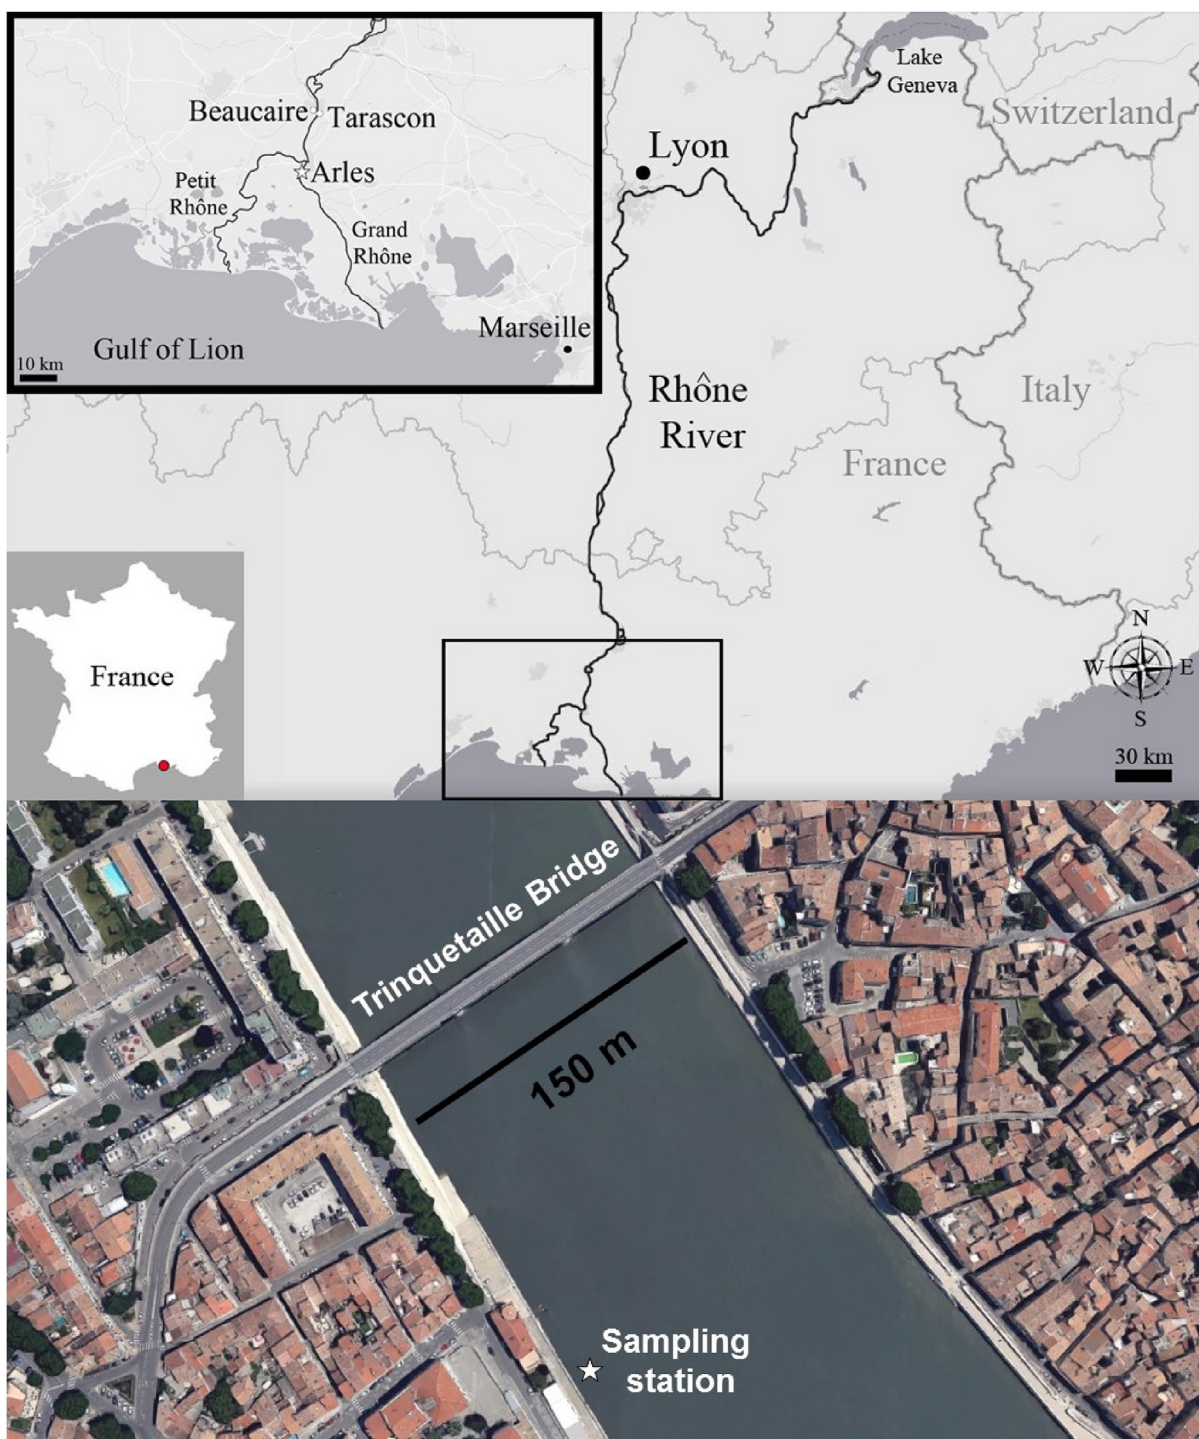 Lake
Geneva
Switzerland
Beaucaire
Tarascon
Lyon
Arles
Petit
Rhône
Grand
Rhône
Marseille
Gulf of Lion
10 km
Rhône
River
Italy
France
N
W
E
S
France
30 km
Trinquetaille Bridge
150 m
Sampling
station